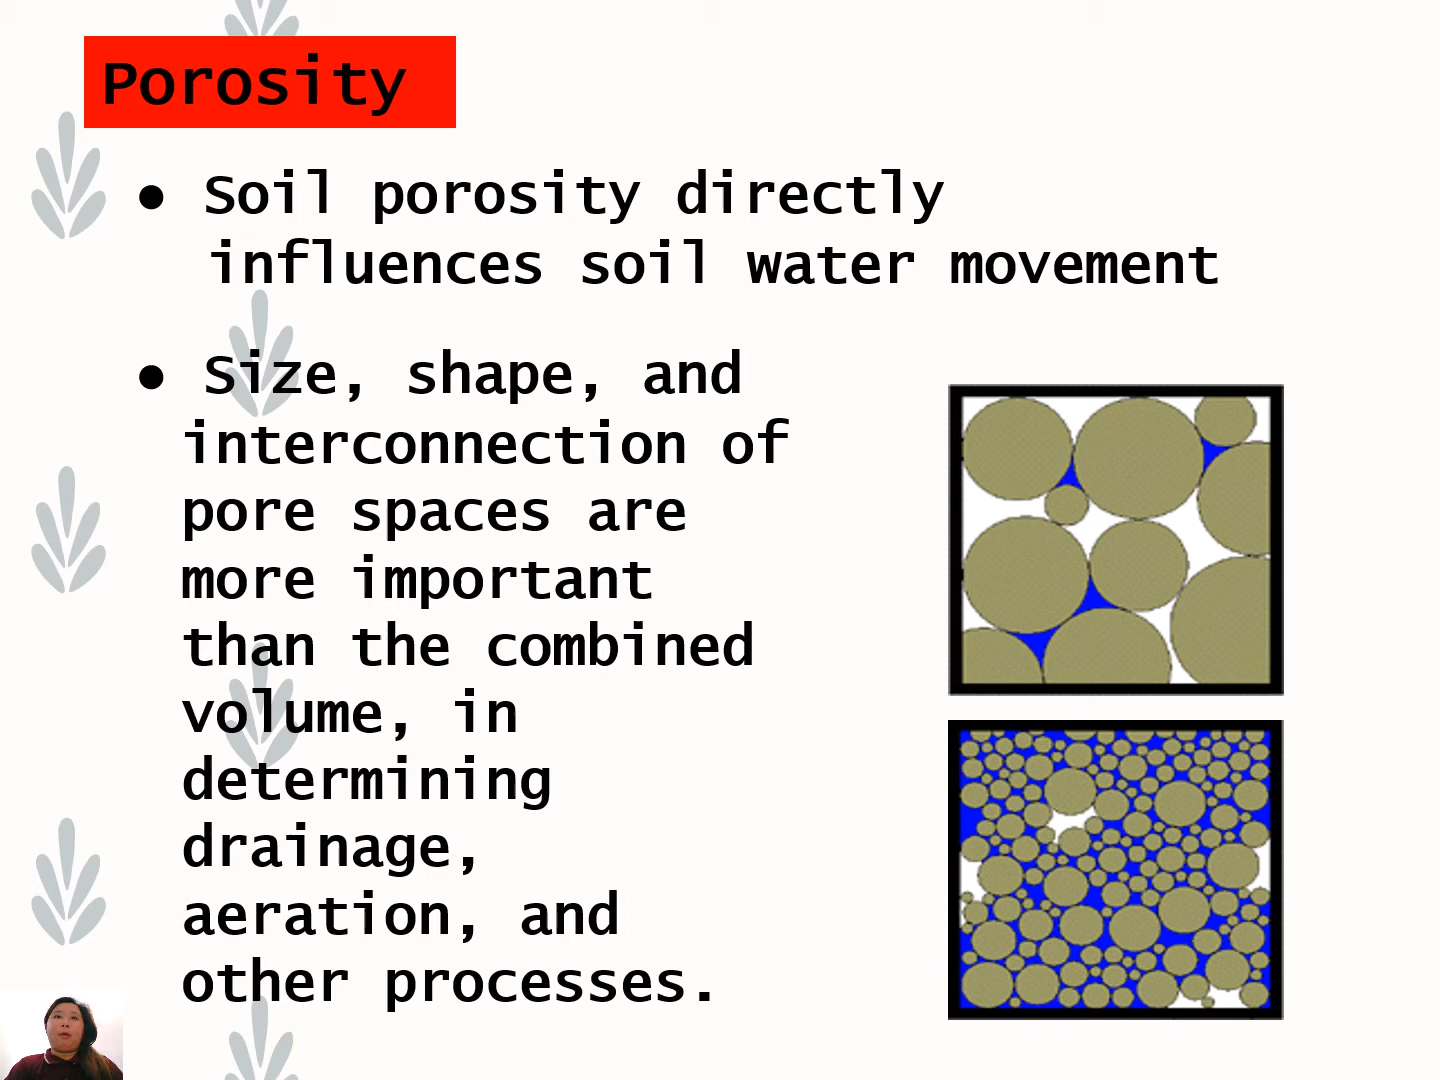 Porosity
● Soil porosity directly
influences soil water movement
● Size, shape, and
interconnection of
pore spaces are
more important
than the combined
volume, in
determining
drainage,
aeration, and
other processes.